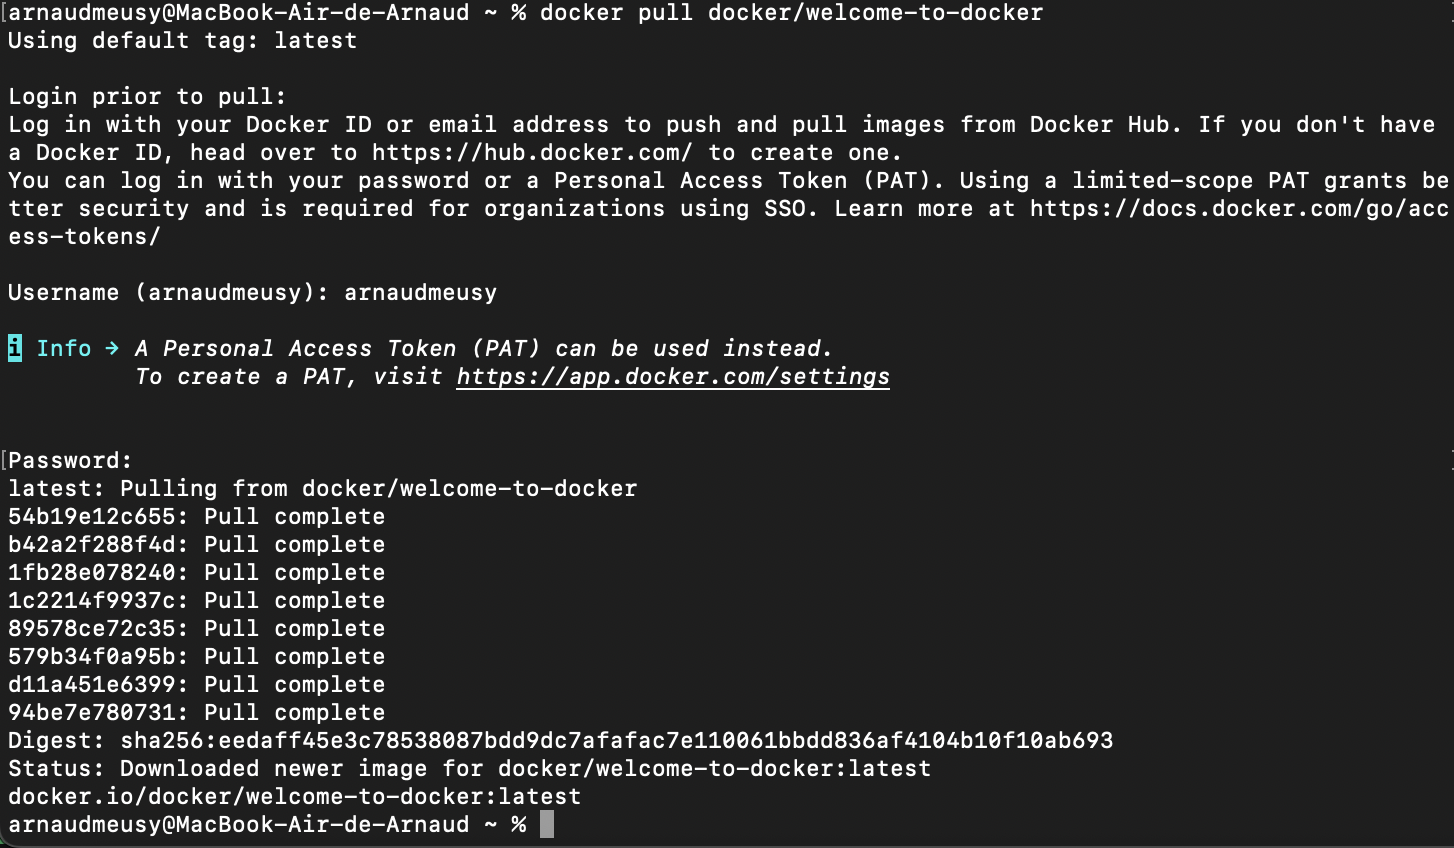 [arnaudmeusy@MacBook-Air-de-Arnaud ~ % docker pull docker/welcome-to-docker
Using default tag: latest
Login prior to pull:
Log in with your Docker ID or email address to push and pull images from Docker Hub. If you don't have
a Docker ID, head over to https://hub.docker.com/ to create one.
You can log in with your password or a Personal Access Token (PAT). Using a limited-scope PAT grants be
tter security and is required for organizations using SSO. Learn more at https://docs.docker.com/go/acc
ess-tokens/
Username (arnaudmeusy): arnaudmeusy
i Info → A Personal Access Token (PAT) can be used instead.
To create a PAT, visit https://app.docker.com/settings
[Password:
latest: Pulling from docker/welcome-to-docker
54b19e12c655: Pull complete
b42a2f288f4d: Pull complete
1fb28e078240: Pull complete
1c2214f9937c: Pull complete
89578ce72c35: Pull complete
579b34f0a95b: Pull complete
d11a451e6399: Pull complete
94be7e780731: Pull complete
Digest: sha256:eedaff45e3c78538087bdd9dc7afafac7e110061bbdd836af4104b10f10ab693
Status: Downloaded newer image for docker/welcome-to-docker:latest
docker.io/docker/welcome-to-docker:latest
arnaudmeusy@MacBook-Air-de-Arnaud ~ %